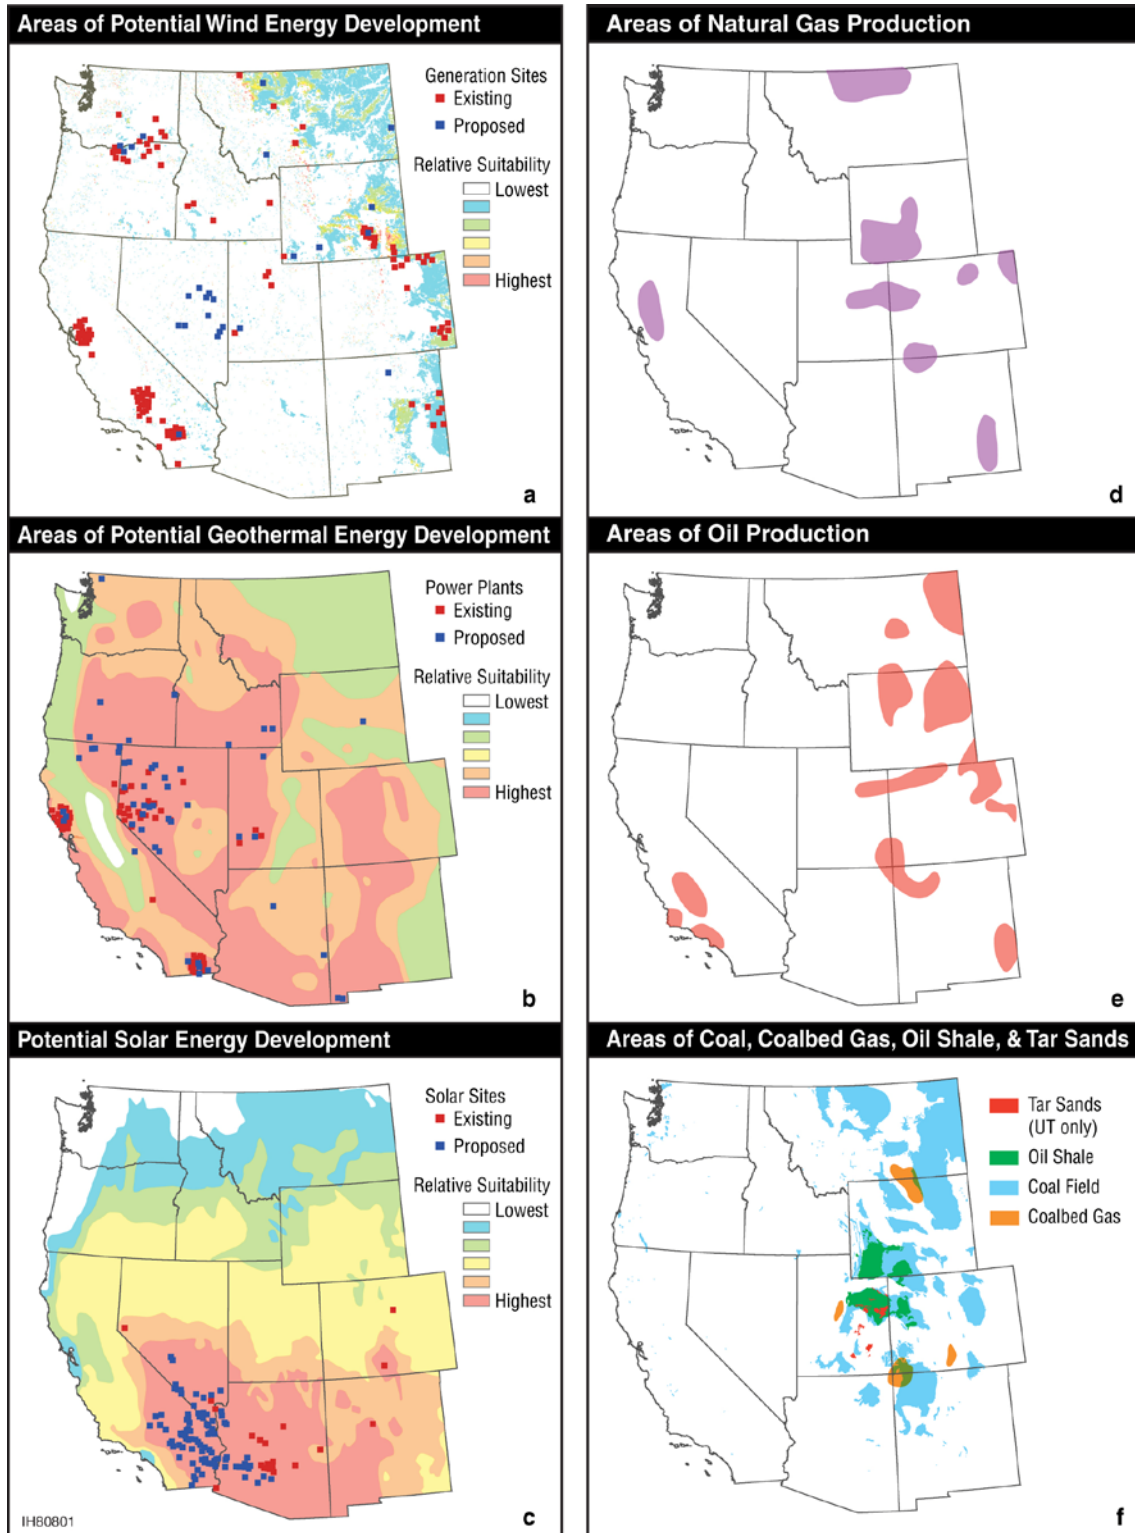 Areas of Potential Wind Energy Development
Generation Sites
Existing
Proposed
Relative Suitability
Lowest
Highest
a
Areas of Natural Gas Production
d
Areas of Potential Geothermal Energy Development
Power Plants
Existing
Proposed
Relative Suitability
Lowest
Highest
b
Areas of Oil Production
e
Potential Solar Energy Development
Solar Sites
Existing
Proposed
Relative Suitability
Lowest
Highest
IH80801
c
Areas of Coal, Coalbed Gas, Oil Shale, & Tar Sands
Tar Sands
(UT only)
Oil Shale
Coal Field
Coalbed Gas
f